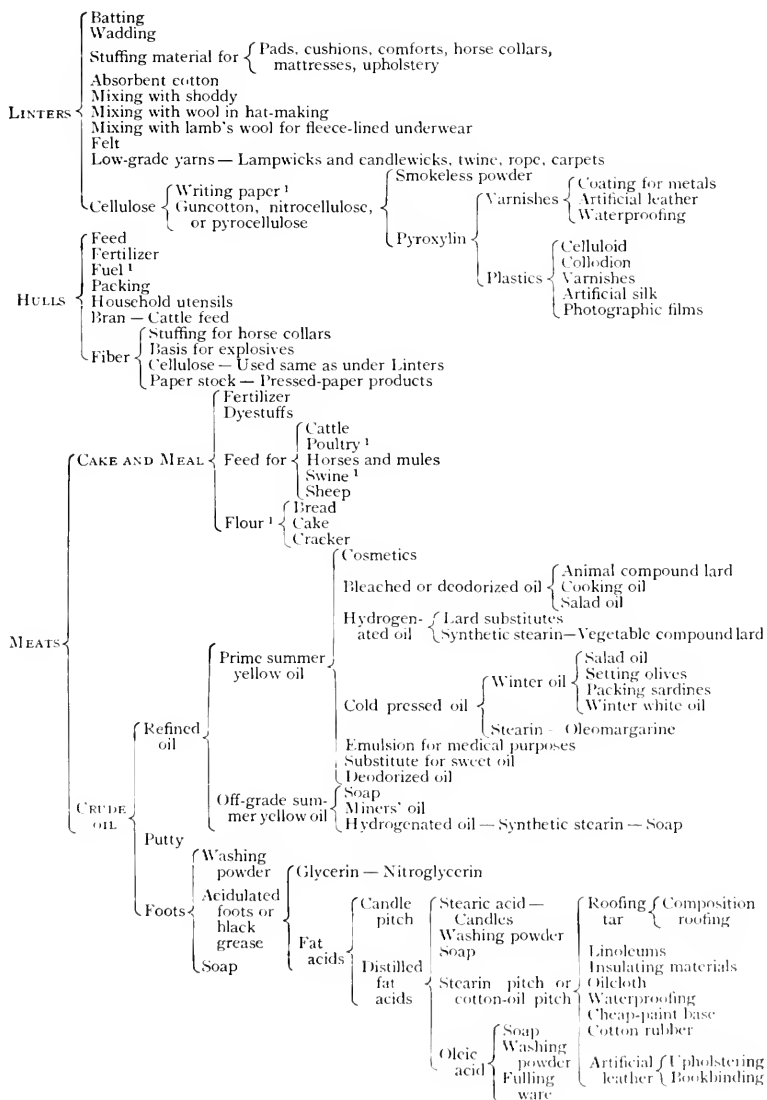 Batting
Wadding
Stuffing material for
Pads, cushions, comforts, horse collars,
mattresses, upholstery
Absorbent cotton
Mixing with shoddy
LINTERS
Mixing with wool in hat-making
Mixing with lamb's wool for fleece-lined underwear
Felt
Low-grade yarns — Lampwicks and candlewicks, twine, rope, carpets
Cellulose
Writing paper ¹
Guncotton, nitrocellulose,
or pyrocellulose
Smokeless powder
Pyroxylin
Varnishes
Coating for metals
Artificial leather
Waterproofing
Plastics
Celluloid
Collodion
Varnishes
Artificial silk
Photographic films
HULLS
Feed
Fertilizer
Fuel ¹
Packing
Household utensils
Bran — Cattle feed
Fiber
Stuffing for horse collars
Basis for explosives
Cellulose — Used same as under Linters
Paper stock — Pressed-paper products
MEATS
CAKE AND MEAL
Fertilizer
Dyestuffs
Feed for
Cattle
Poultry ¹
Horses and mules
Swine ¹
Sheep
Flour ¹
Bread
Cake
Cracker
CRUDE
OIL
Refined
oil
Prime summer
yellow oil
Cosmetics
Bleached or deodorized oil
Animal compound lard
Cooking oil
Salad oil
Hydrogen-
ated oil
Lard substitutes
Synthetic stearin—Vegetable compound lard
Cold pressed oil
Winter oil
Salad oil
Setting olives
Packing sardines
Winter white oil
Stearin - Oleomargarine
Emulsion for medical purposes
Substitute for sweet oil
Deodorized oil
Off-grade sum-
mer yellow oil
Soap
Miners' oil
Hydrogenated oil — Synthetic stearin — Soap
Putty
Foots
Washing
powder
Acidulated
foots or
black
grease
Soap
Glycerin — Nitroglycerin
Fat
acids
Candle
pitch
Distilled
fat
acids
Stearic acid —
Candles
Washing powder
Soap
Stearin pitch or
cotton-oil pitch
Roofing
tar
Composition
roofing
Linoleums
Insulating materials
Oilcloth
Waterproofing
Cheap-paint base
Cotton rubber
Artificial
leather
Upholstering
Bookbinding
Oleic
acid
Soap
Washing
powder
Fulling
ware